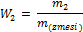 W₂ = m₂ / m₍zmesi₎